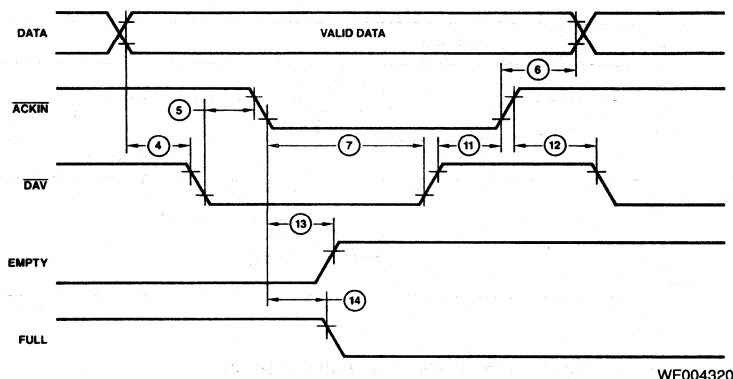 DATA
VALID DATA
6
5
ACKIN
4
7
11
12
DAV
13
EMPTY
14
FULL
WF004320